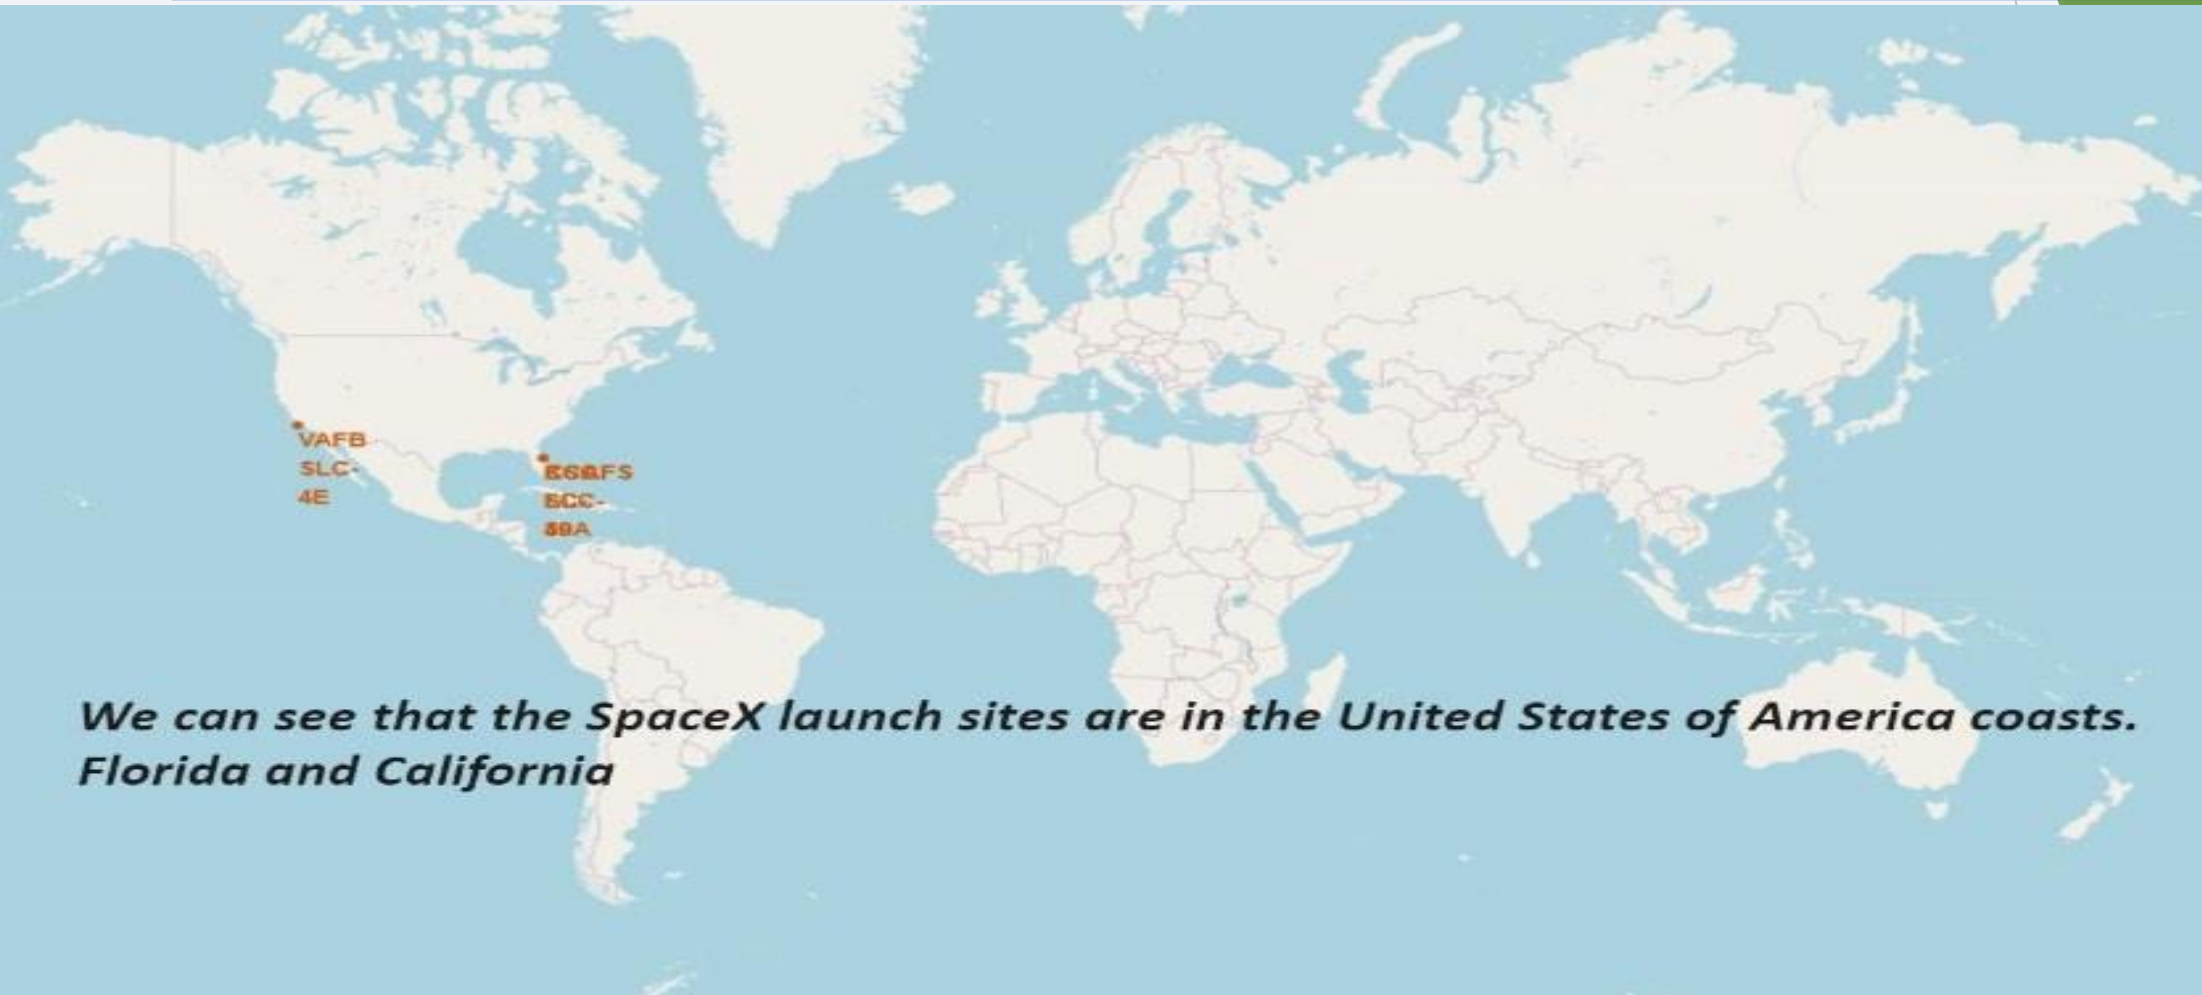 VAFB
SLC-
4E
We can see that the SpaceX launch sites are in the United States of America coasts.
Florida and California